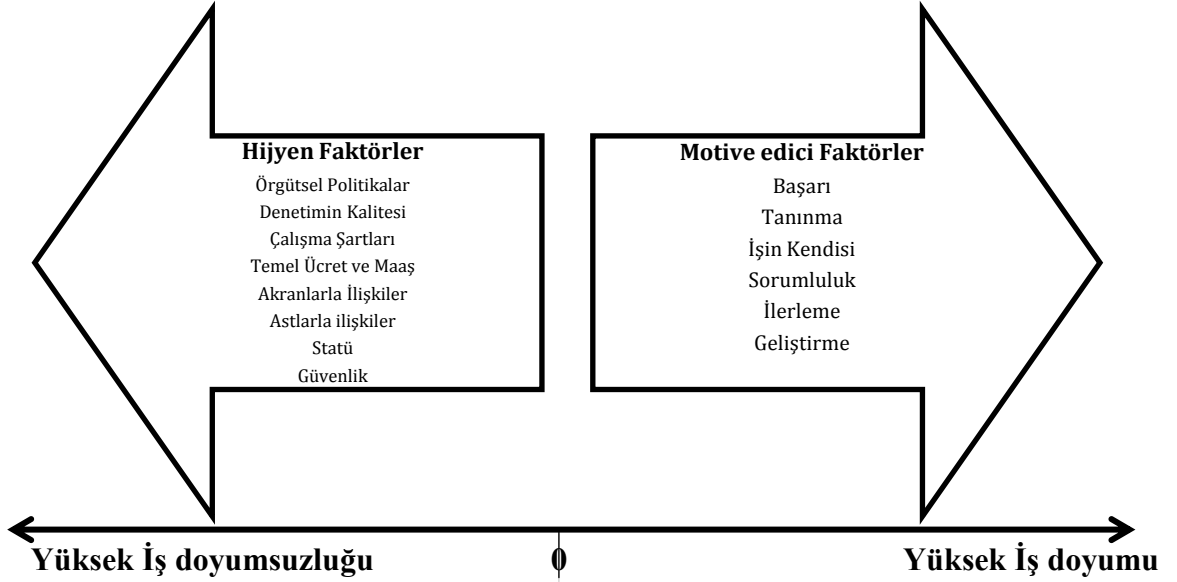 Hijyen Faktörler
Örgütsel Politikalar
Denetimin Kalitesi
Çalışma Şartları
Temel Ücret ve Maaş
Akranlarla İlişkiler
Astlarla ilişkiler
Statü
Güvenlik
Motive edici Faktörler
Başarı
Tanınma
İşin Kendisi
Sorumluluk
İlerleme
Geliştirme
Yüksek İş doyumsuzluğu
0
Yüksek İş doyumu